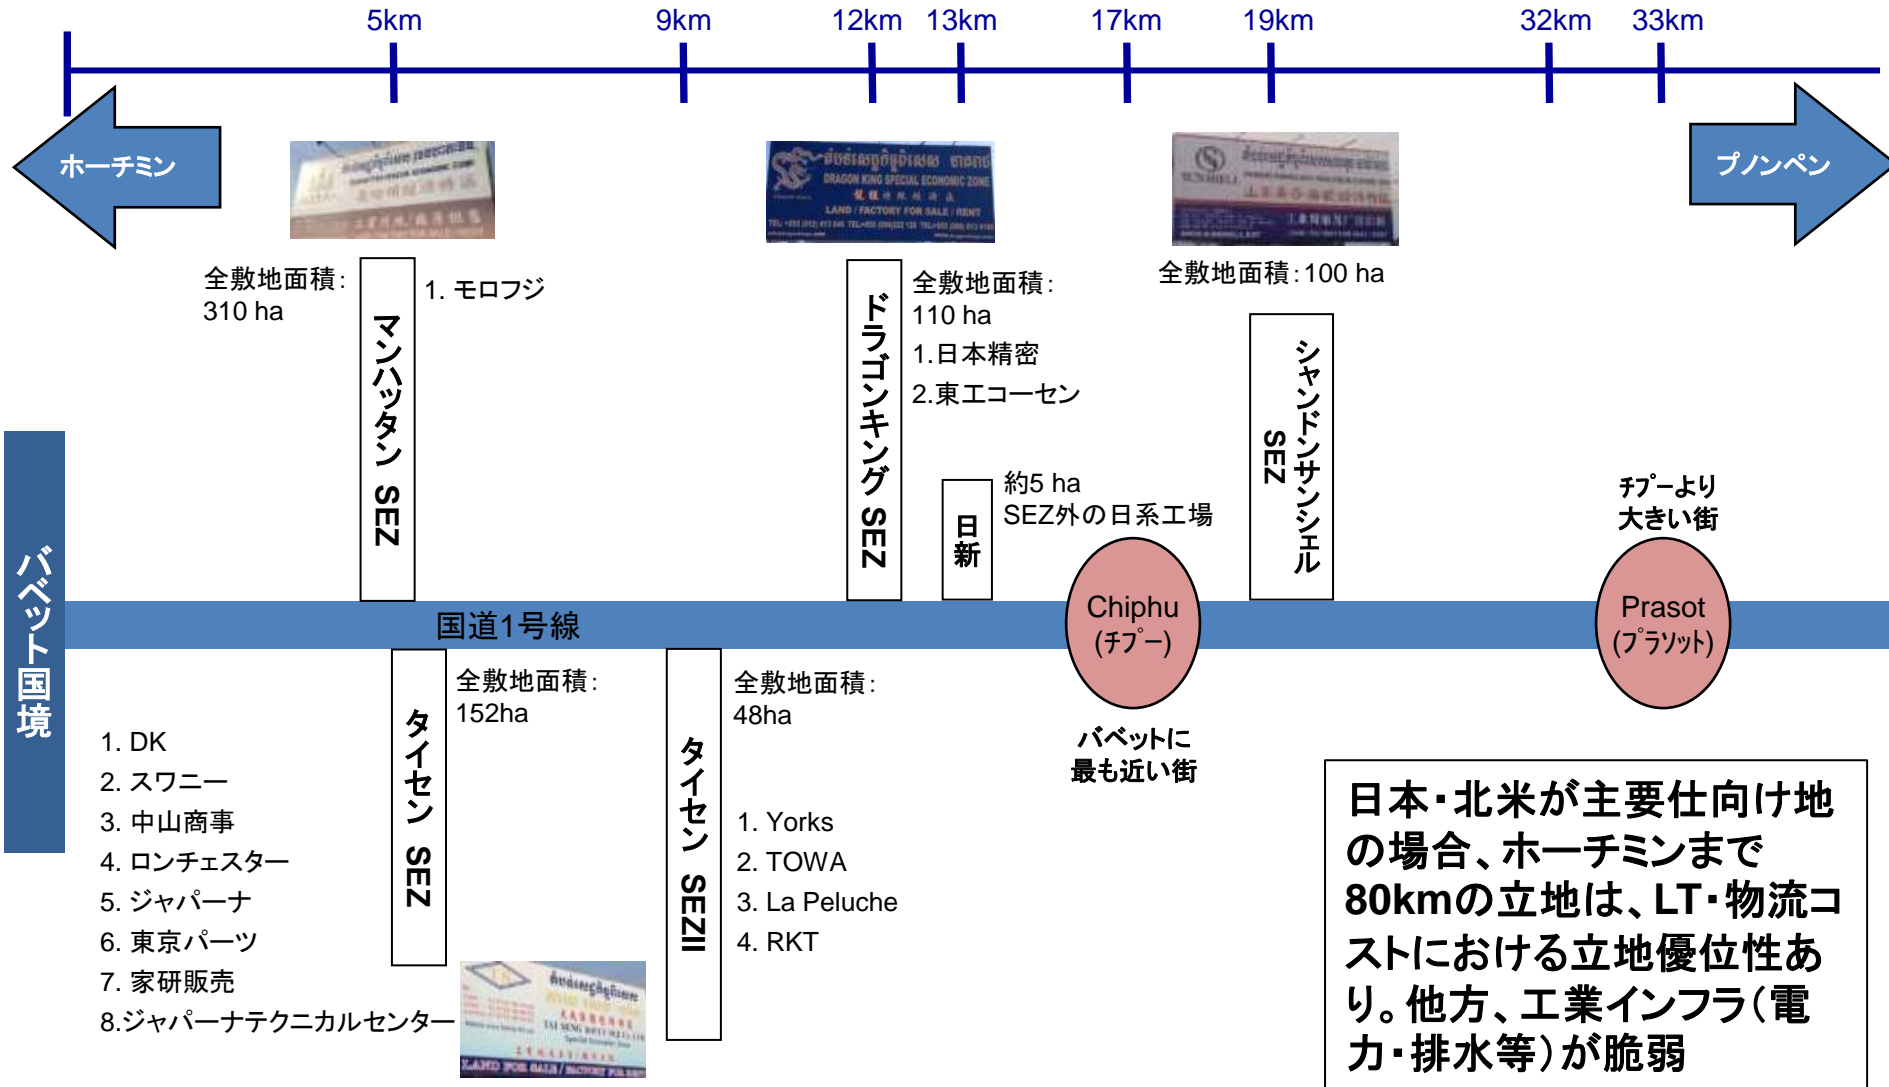 5km
9km
12km
13km
17km
19km
32km
33km
ホーチミン
プノンペン
DRAGON KING SPECIAL ECONOMIC ZONE
LAND / FACTORY FOR SALE / RENT
全敷地面積：
310 ha
マンハッタン SEZ
1. モロフジ
ドラゴンキング SEZ
全敷地面積：
110 ha
1.日本精密
2.東工コーセン
全敷地面積：100 ha
シャンドンサンシェル
SEZ
日新
約5 ha
SEZ外の日系工場
チプーより
大きい街
バベット国境
国道1号線
Chiphu
(チプー)
Prasot
(プラソット)
バベットに
最も近い街
タイセン SEZ
全敷地面積：
152ha
1. DK
2. スワニー
3. 中山商事
4. ロンチェスター
5. ジャパーナ
6. 東京パーツ
7. 家研販売
8.ジャパーナテクニカルセンター
LAND FOR SALE / FACTORY FOR
タイセン SEZII
全敷地面積：
48ha
1. Yorks
2. TOWA
3. La Peluche
4. RKT
日本・北米が主要仕向け地
の場合、ホーチミンまで
80kmの立地は、LT・物流コ
ストにおける立地優位性あ
り。他方、工業インフラ（電
力・排水等）が脆弱